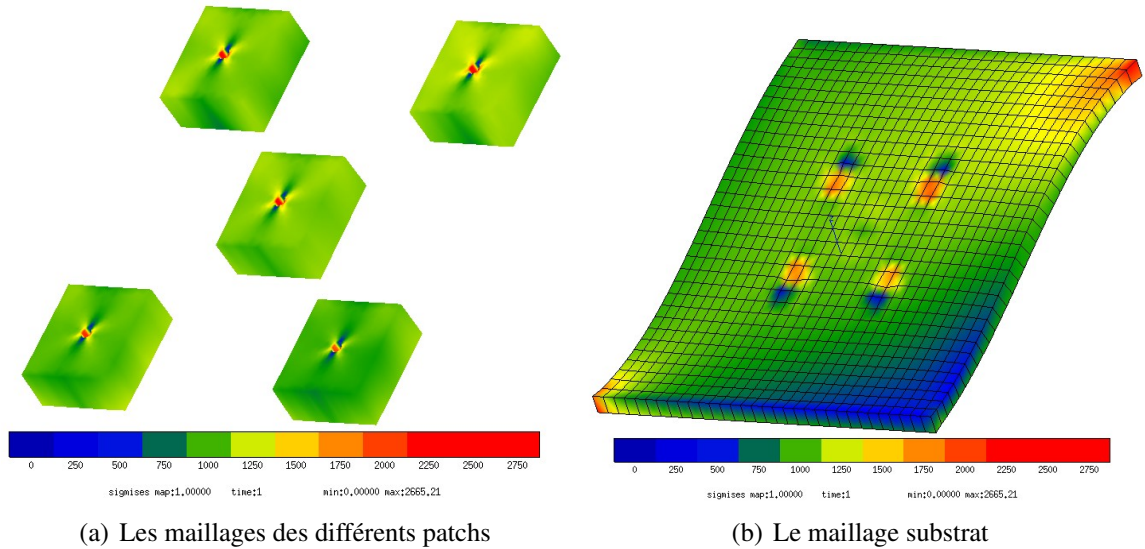 0 250 500 750 1000 1250 1500 1750 2000 2500 2750
sigmises map:1.00000 time:1 min:0.00000 max:2665.21
(a) Les maillages des différents patchs
0 250 500 750 1000 1250 1500 1750 2000 2500 2750
sigmises map:1.00000 time:1 min:0.00000 max:2665.21
(b) Le maillage substrat